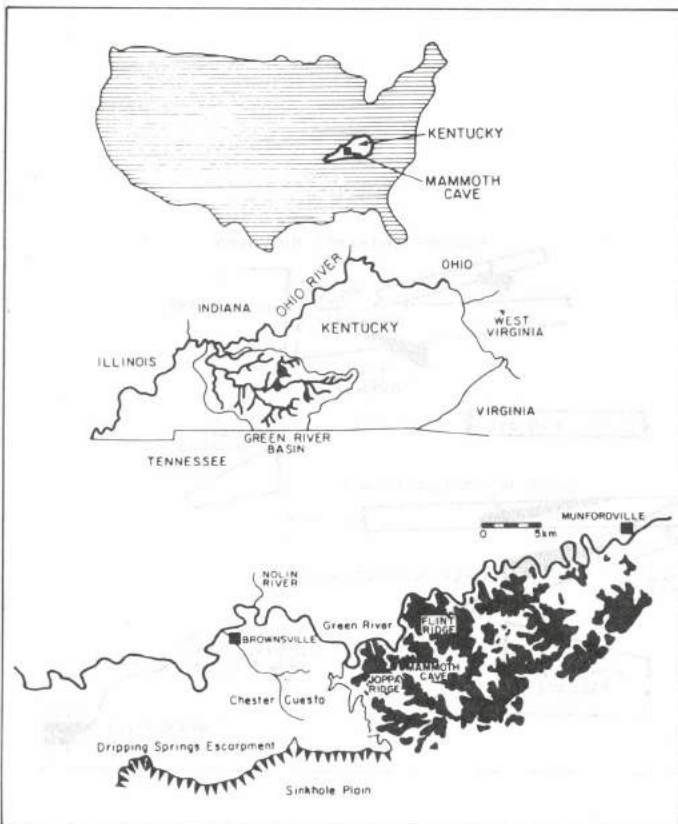 KENTUCKY
MAMMOTH
CAVE
OHIO RIVER
OHIO
INDIANA
KENTUCKY
WEST
VIRGINIA
ILLINOIS
VIRGINIA
GREEN RIVER
BASIN
TENNESSEE
MUNFORDVILLE
0 5km
NOLIN
RIVER
Green River
FLINT
RIDGE
BROWNSVILLE
MAMMOTH
CAVE
JOPPA
RIDGE
Chester Cuesta
Dripping Springs Escarpment
Sinkhole Plain